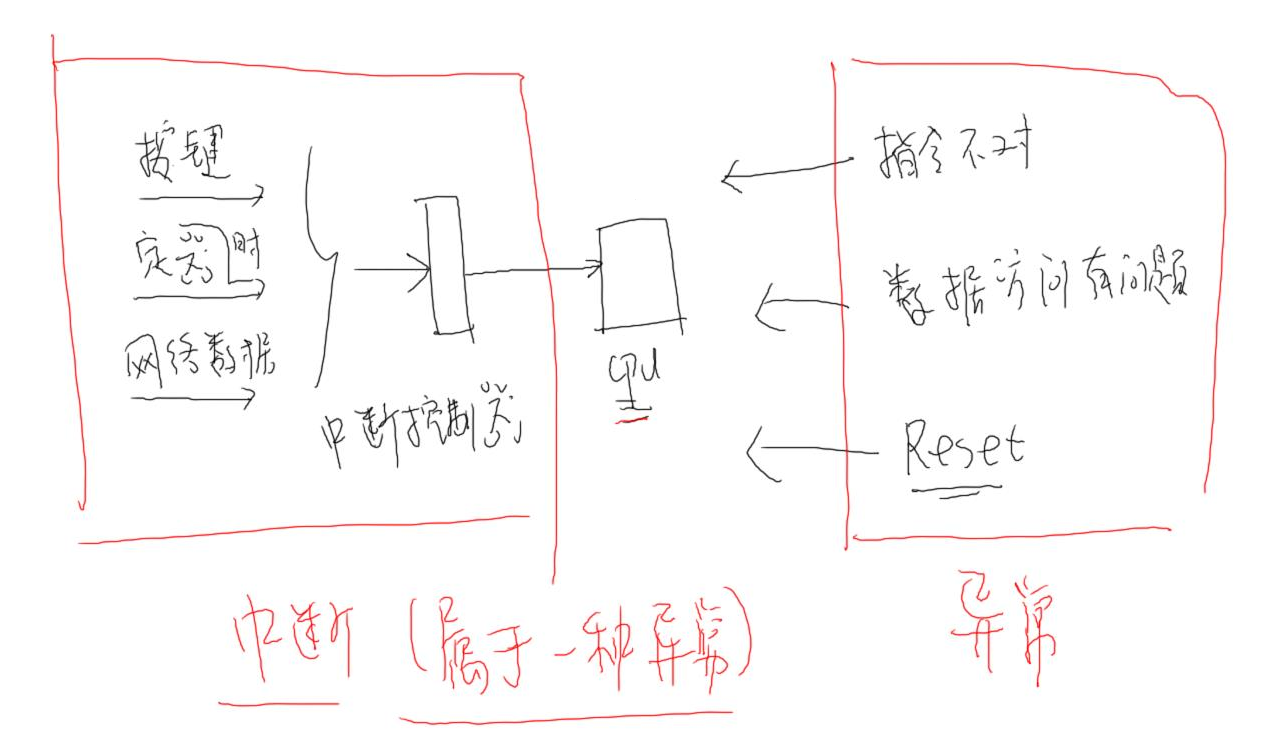 按键
定时器
网络数据
中断控制器
cpu
指令不对
数据访问有问题
Reset
中断 (属于一种异常)
异常